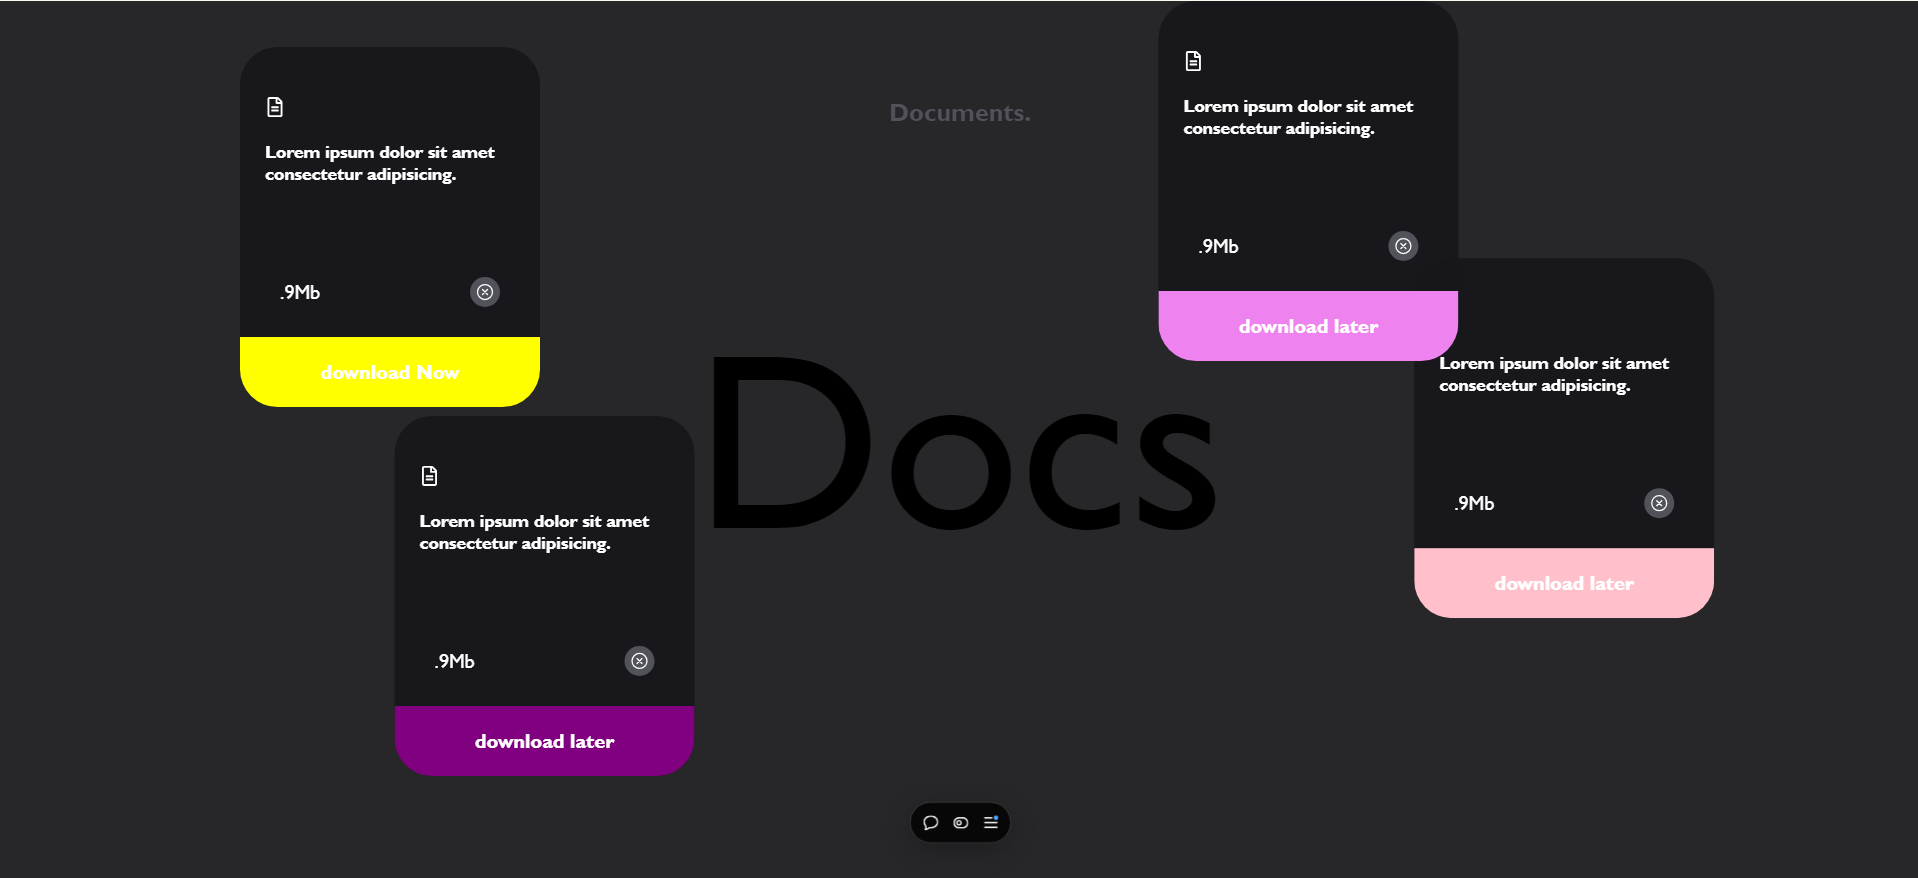 Documents.
Lorem ipsum dolor sit amet
consectetur adipisicing.
.9Mb
download Now
Lorem ipsum dolor sit amet
consectetur adipisicing.
.9Mb
download later
Docs
Lorem ipsum dolor sit amet
consectetur adipisicing.
.9Mb
download later
Lorem ipsum dolor sit amet
consectetur adipisicing.
.9Mb
download later